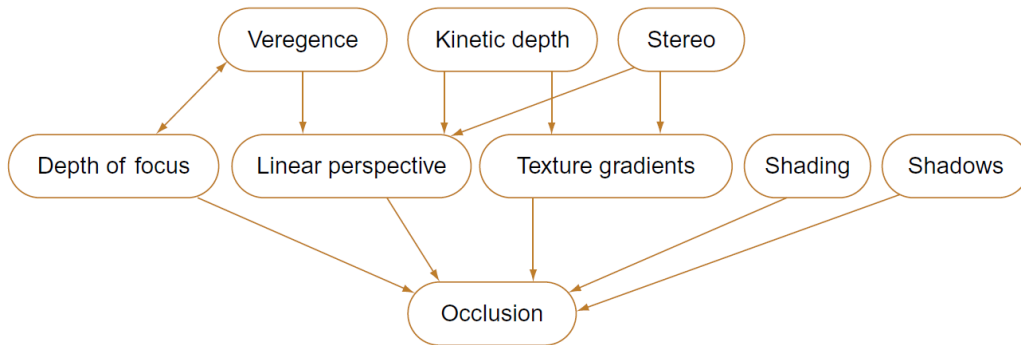 Veregence
Kinetic depth
Stereo
Depth of focus
Linear perspective
Texture gradients
Shading
Shadows
Occlusion